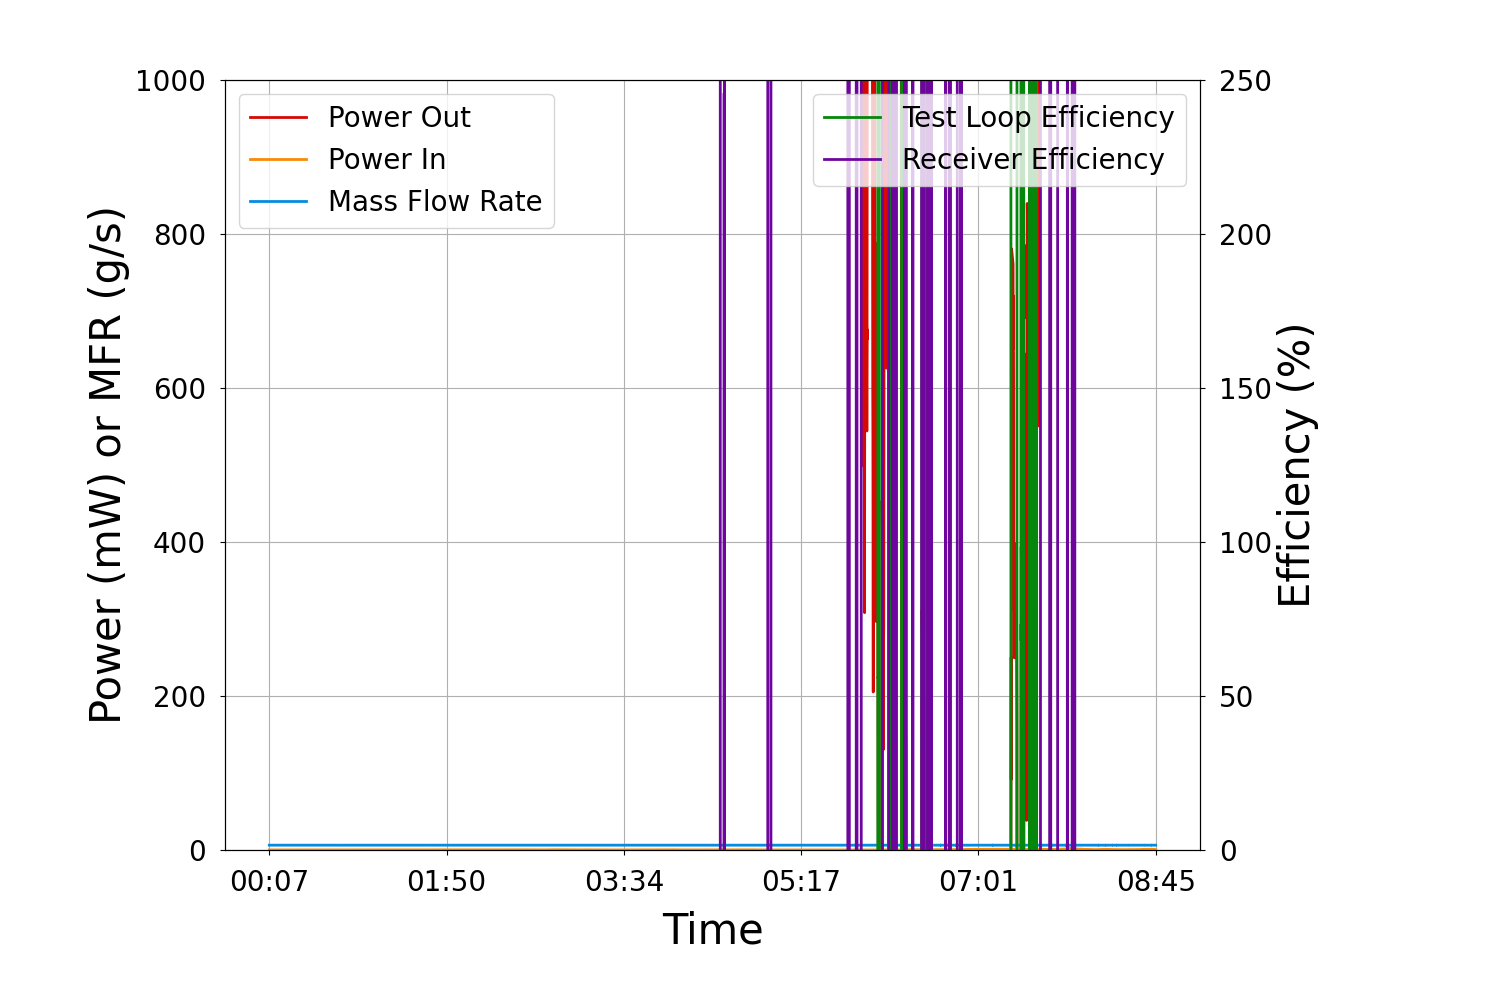 1000
800
600
400
200
0
Power (mW) or MFR (g/s)
Power Out
Power In
Mass Flow Rate
Test Loop Efficiency
Receiver Efficiency
250
200
150
100
50
0
Efficiency (%)
00:07 01:50 03:34 05:17 07:01 08:45
Time